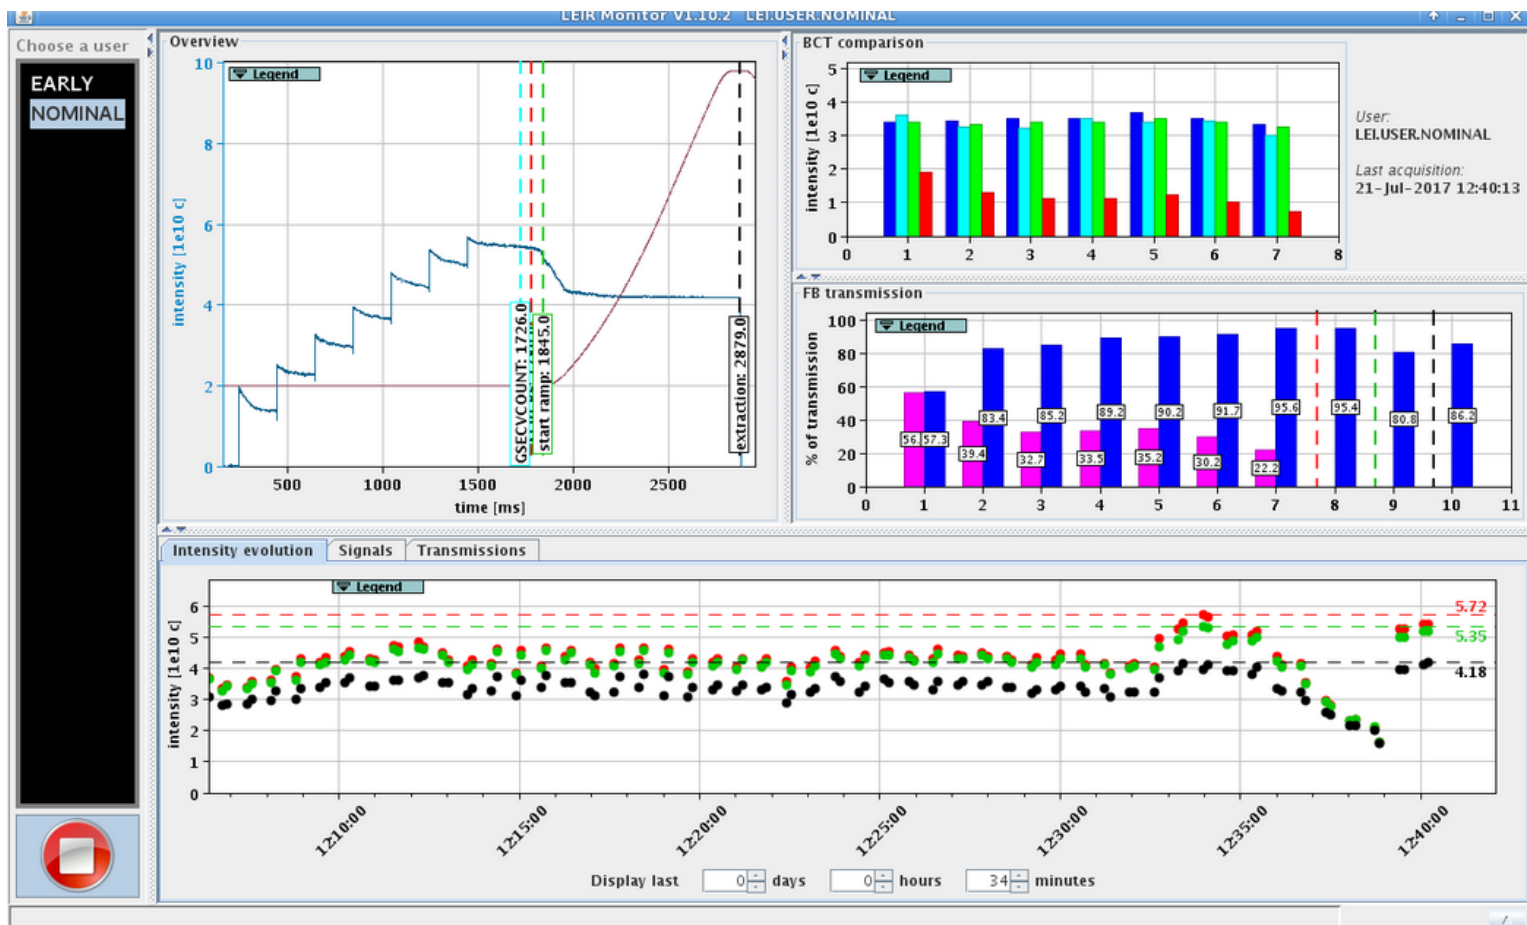 LEIR Monitor V1.10.2 LEI.USER.NOMINAL
Choose a user
EARLY
NOMINAL
Overview
Legend
intensity [1e10 c]
10
8
6
4
2
0
500 1000 1500 2000 2500
time [ms]
GSECVCOUNT: 1726.0
start ramp: 1845.0
extraction: 2879.0
BCT comparison
Legend
intensity [1e10 c]
5
4
3
2
1
0
0 1 2 3 4 5 6 7 8
User:
LEI.USER.NOMINAL
Last acquisition:
21-Jul-2017 12:40:13
FB transmission
Legend
% of transmission
100
80
60
40
20
0
56. 57.3 39.4 83.4 32.7 85.2 33.5 89.2 35.2 90.2 30.2 91.7 22.2 95.6 95.4 80.8 86.2
0 1 2 3 4 5 6 7 8 9 10 11
Intensity evolution Signals Transmissions
Legend
intensity [1e10 c]
6
5
4
3
2
1
0
5.72
5.35
4.18
12:10:00 12:15:00 12:20:00 12:25:00 12:30:00 12:35:00 12:40:00
Display last 0 days 0 hours 34 minutes